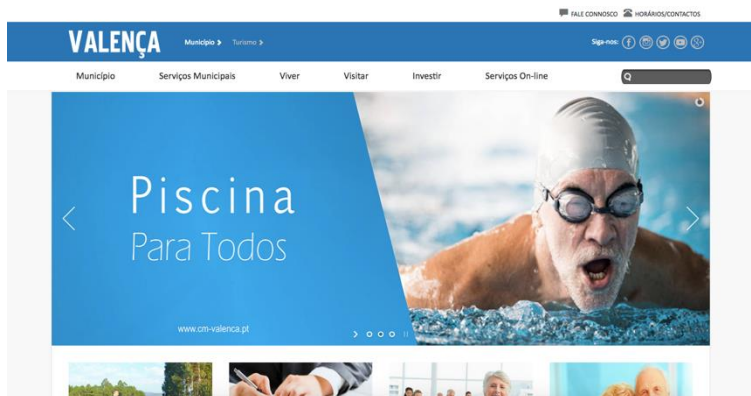 FALE CONNOSCO HORÁRIOS/CONTACTOS
VALENÇA
Município Turismo
Siga-nos:
Município Serviços Municipais Viver Visitar Investir Serviços On-line
Piscina
Para Todos
www.cm-valenca.pt